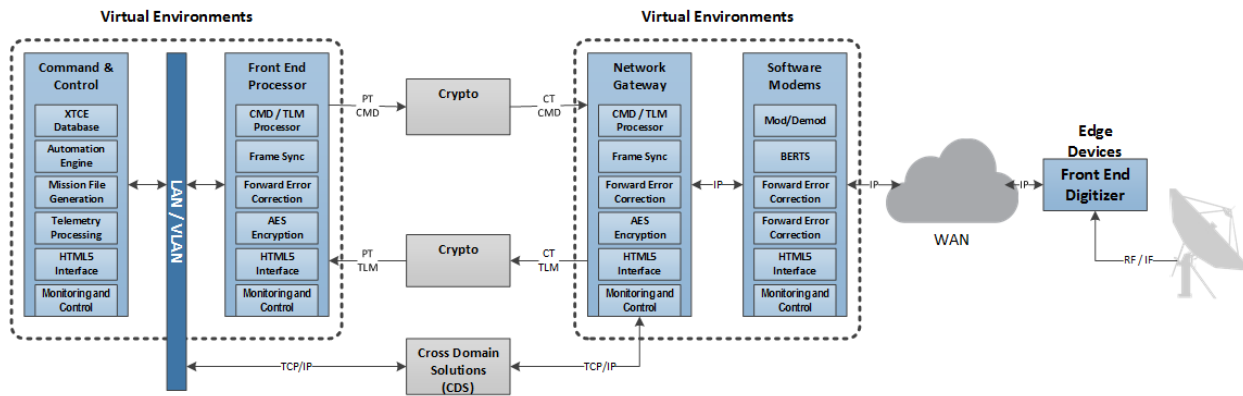 Virtual Environments
Virtual Environments
Command &
Control
XTCE
Database
Automation
Engine
Mission File
Generation
Telemetry
Processing
HTML5
Interface
Monitoring and
Control
LAN / VLAN
Front End
Processor
CMD / TLM
Processor
Frame Sync
Forward Error
Correction
AES
Encryption
HTML5
Interface
Monitoring and
Control
PT
CMD
Crypto
CT
CMD
PT
TLM
Crypto
CT
TLM
TCP/IP
Cross Domain
Solutions
(CDS)
TCP/IP
Network
Gateway
CMD / TLM
Processor
Frame Sync
Forward Error
Correction
AES
Encryption
HTML5
Interface
Monitoring and
Control
IP
Software
Modems
Mod/Demod
BERTS
Forward Error
Correction
Forward Error
Correction
HTML5
Interface
Monitoring and
Control
IP
WAN
IP
Edge
Devices
Front End
Digitizer
RF / IF